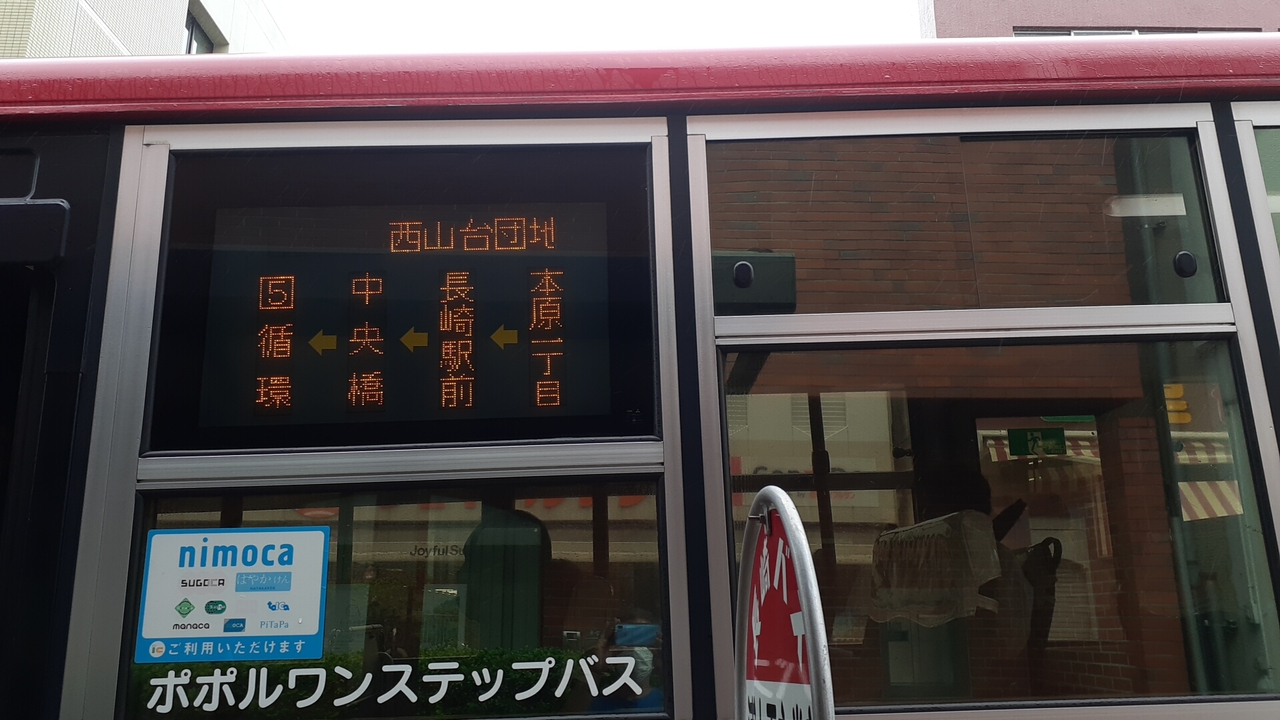 西山台団地
本原一丁目
長崎駅前
中央橋
5循環
nimoca
SUGOCA
はやかけん
manaca
PiTaPa
ご利用いただけます
ポポルワンステップバス